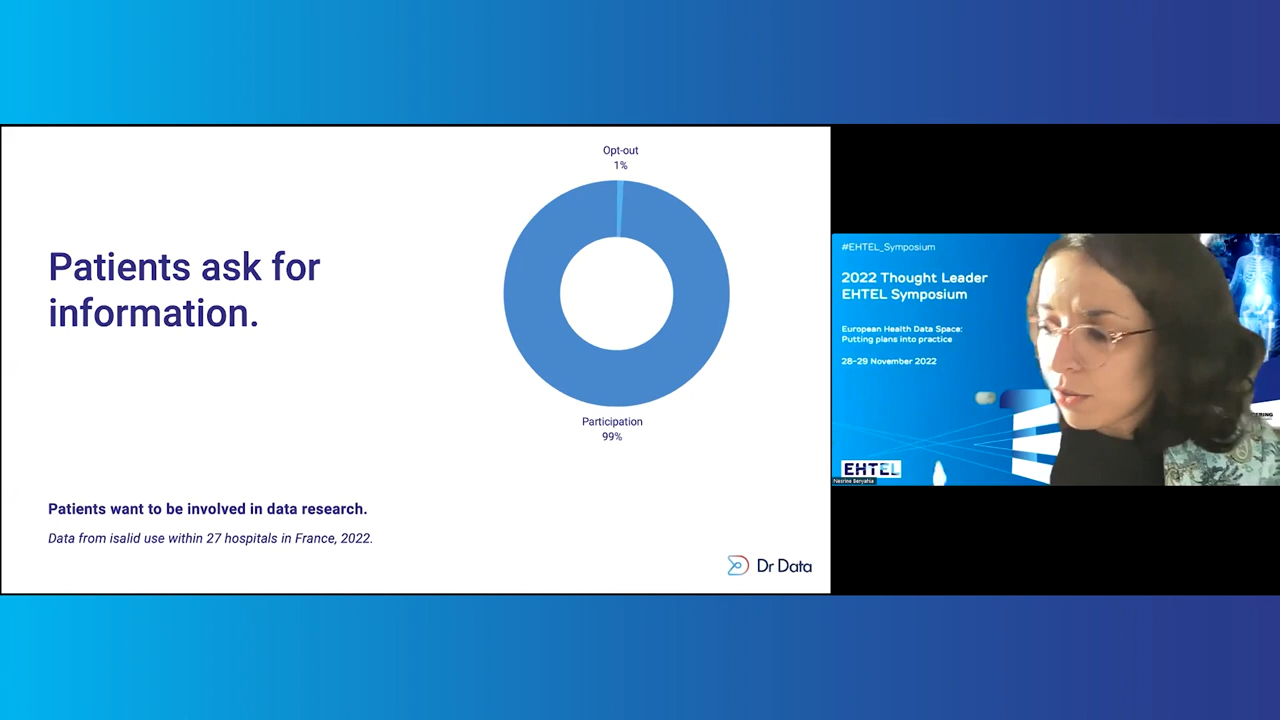 Opt-out
1%
Patients ask for
information.
Participation
99%
Patients want to be involved in data research.
Data from isalid use within 27 hospitals in France, 2022.
Dr Data
#EHTEL_Symposium
2022 Thought Leader
EHTEL Symposium
European Health Data Space:
Putting plans into practice
28-29 November 2022
EHTEL
Nesrine Benyahia